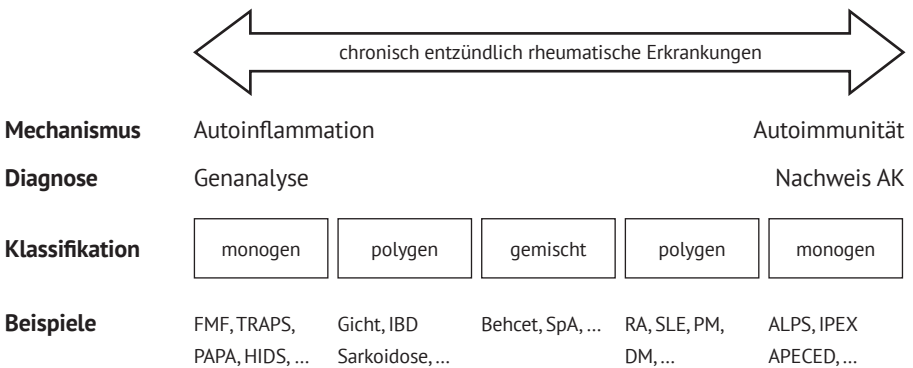 chronisch entzündlich rheumatische Erkrankungen
Mechanismus Autoinflammation Autoimmunität
Diagnose Genanalyse Nachweis AK
Klassifikation monogen polygen gemischt polygen monogen
Beispiele FMF, TRAPS, Gicht, IBD Behcet, SpA, ... RA, SLE, PM, ALPS, IPEX
PAPA, HIDS, ... Sarkoidose, ... DM, ... APECED, ...